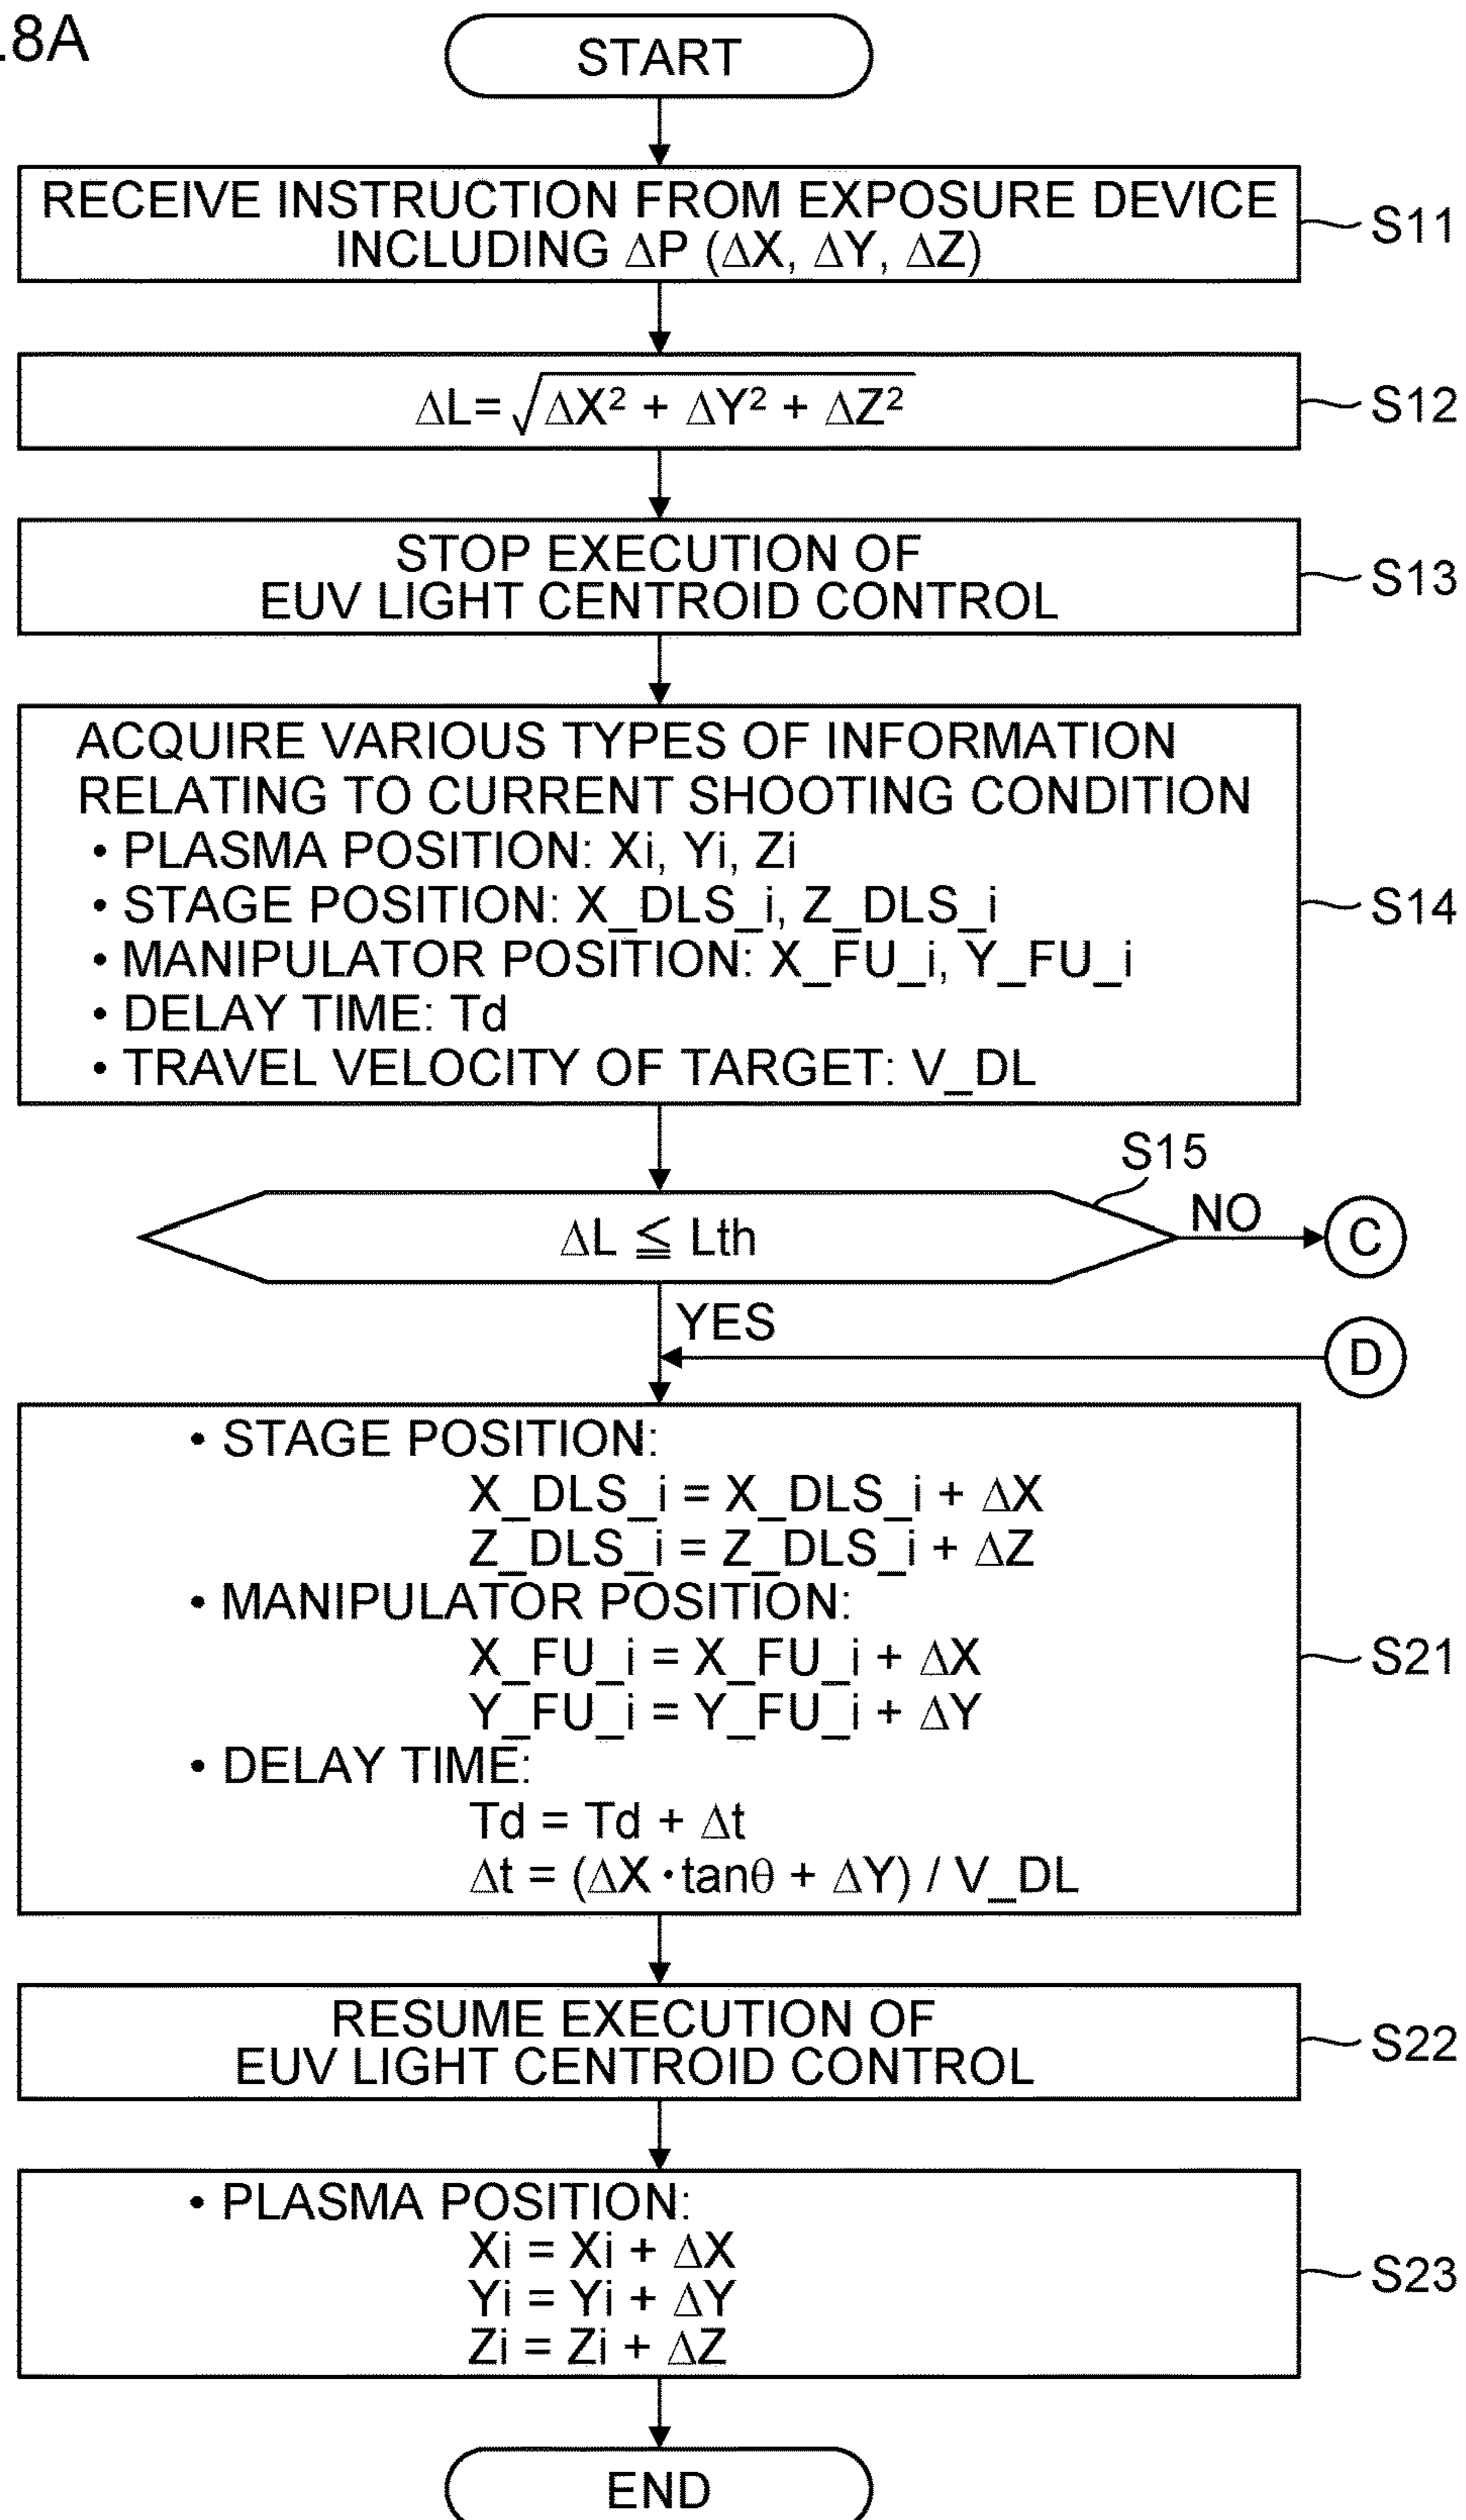 .8A
START
RECEIVE INSTRUCTION FROM EXPOSURE DEVICE
INCLUDING ΔP (ΔX, ΔY, ΔZ)
S11
ΔL=√ΔX² + ΔY² + ΔZ²
S12
STOP EXECUTION OF
EUV LIGHT CENTROID CONTROL
S13
ACQUIRE VARIOUS TYPES OF INFORMATION
RELATING TO CURRENT SHOOTING CONDITION
• PLASMA POSITION: Xi, Yi, Zi
• STAGE POSITION: X_DLS_i, Z_DLS_i
• MANIPULATOR POSITION: X_FU_i, Y_FU_i
• DELAY TIME: Td
• TRAVEL VELOCITY OF TARGET: V_DL
S14
S15
ΔL ≦ Lth
NO
C
YES
D
• STAGE POSITION:
X_DLS_i = X_DLS_i + ΔX
Z_DLS_i = Z_DLS_i + ΔZ
• MANIPULATOR POSITION:
X_FU_i = X_FU_i + ΔX
Y_FU_i = Y_FU_i + ΔY
• DELAY TIME:
Td = Td + Δt
Δt = (ΔX・tanθ + ΔY) / V_DL
S21
RESUME EXECUTION OF
EUV LIGHT CENTROID CONTROL
S22
• PLASMA POSITION:
Xi = Xi + ΔX
Yi = Yi + ΔY
Zi = Zi + ΔZ
S23
END